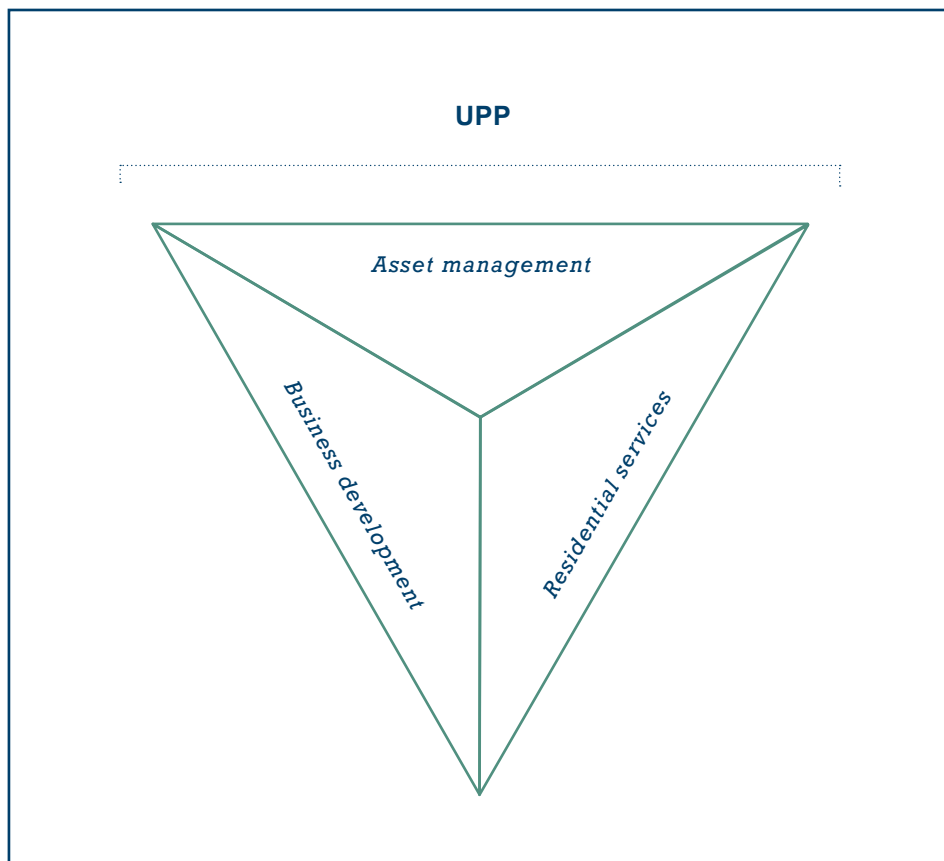 UPP
Asset management
Business development
Residential services